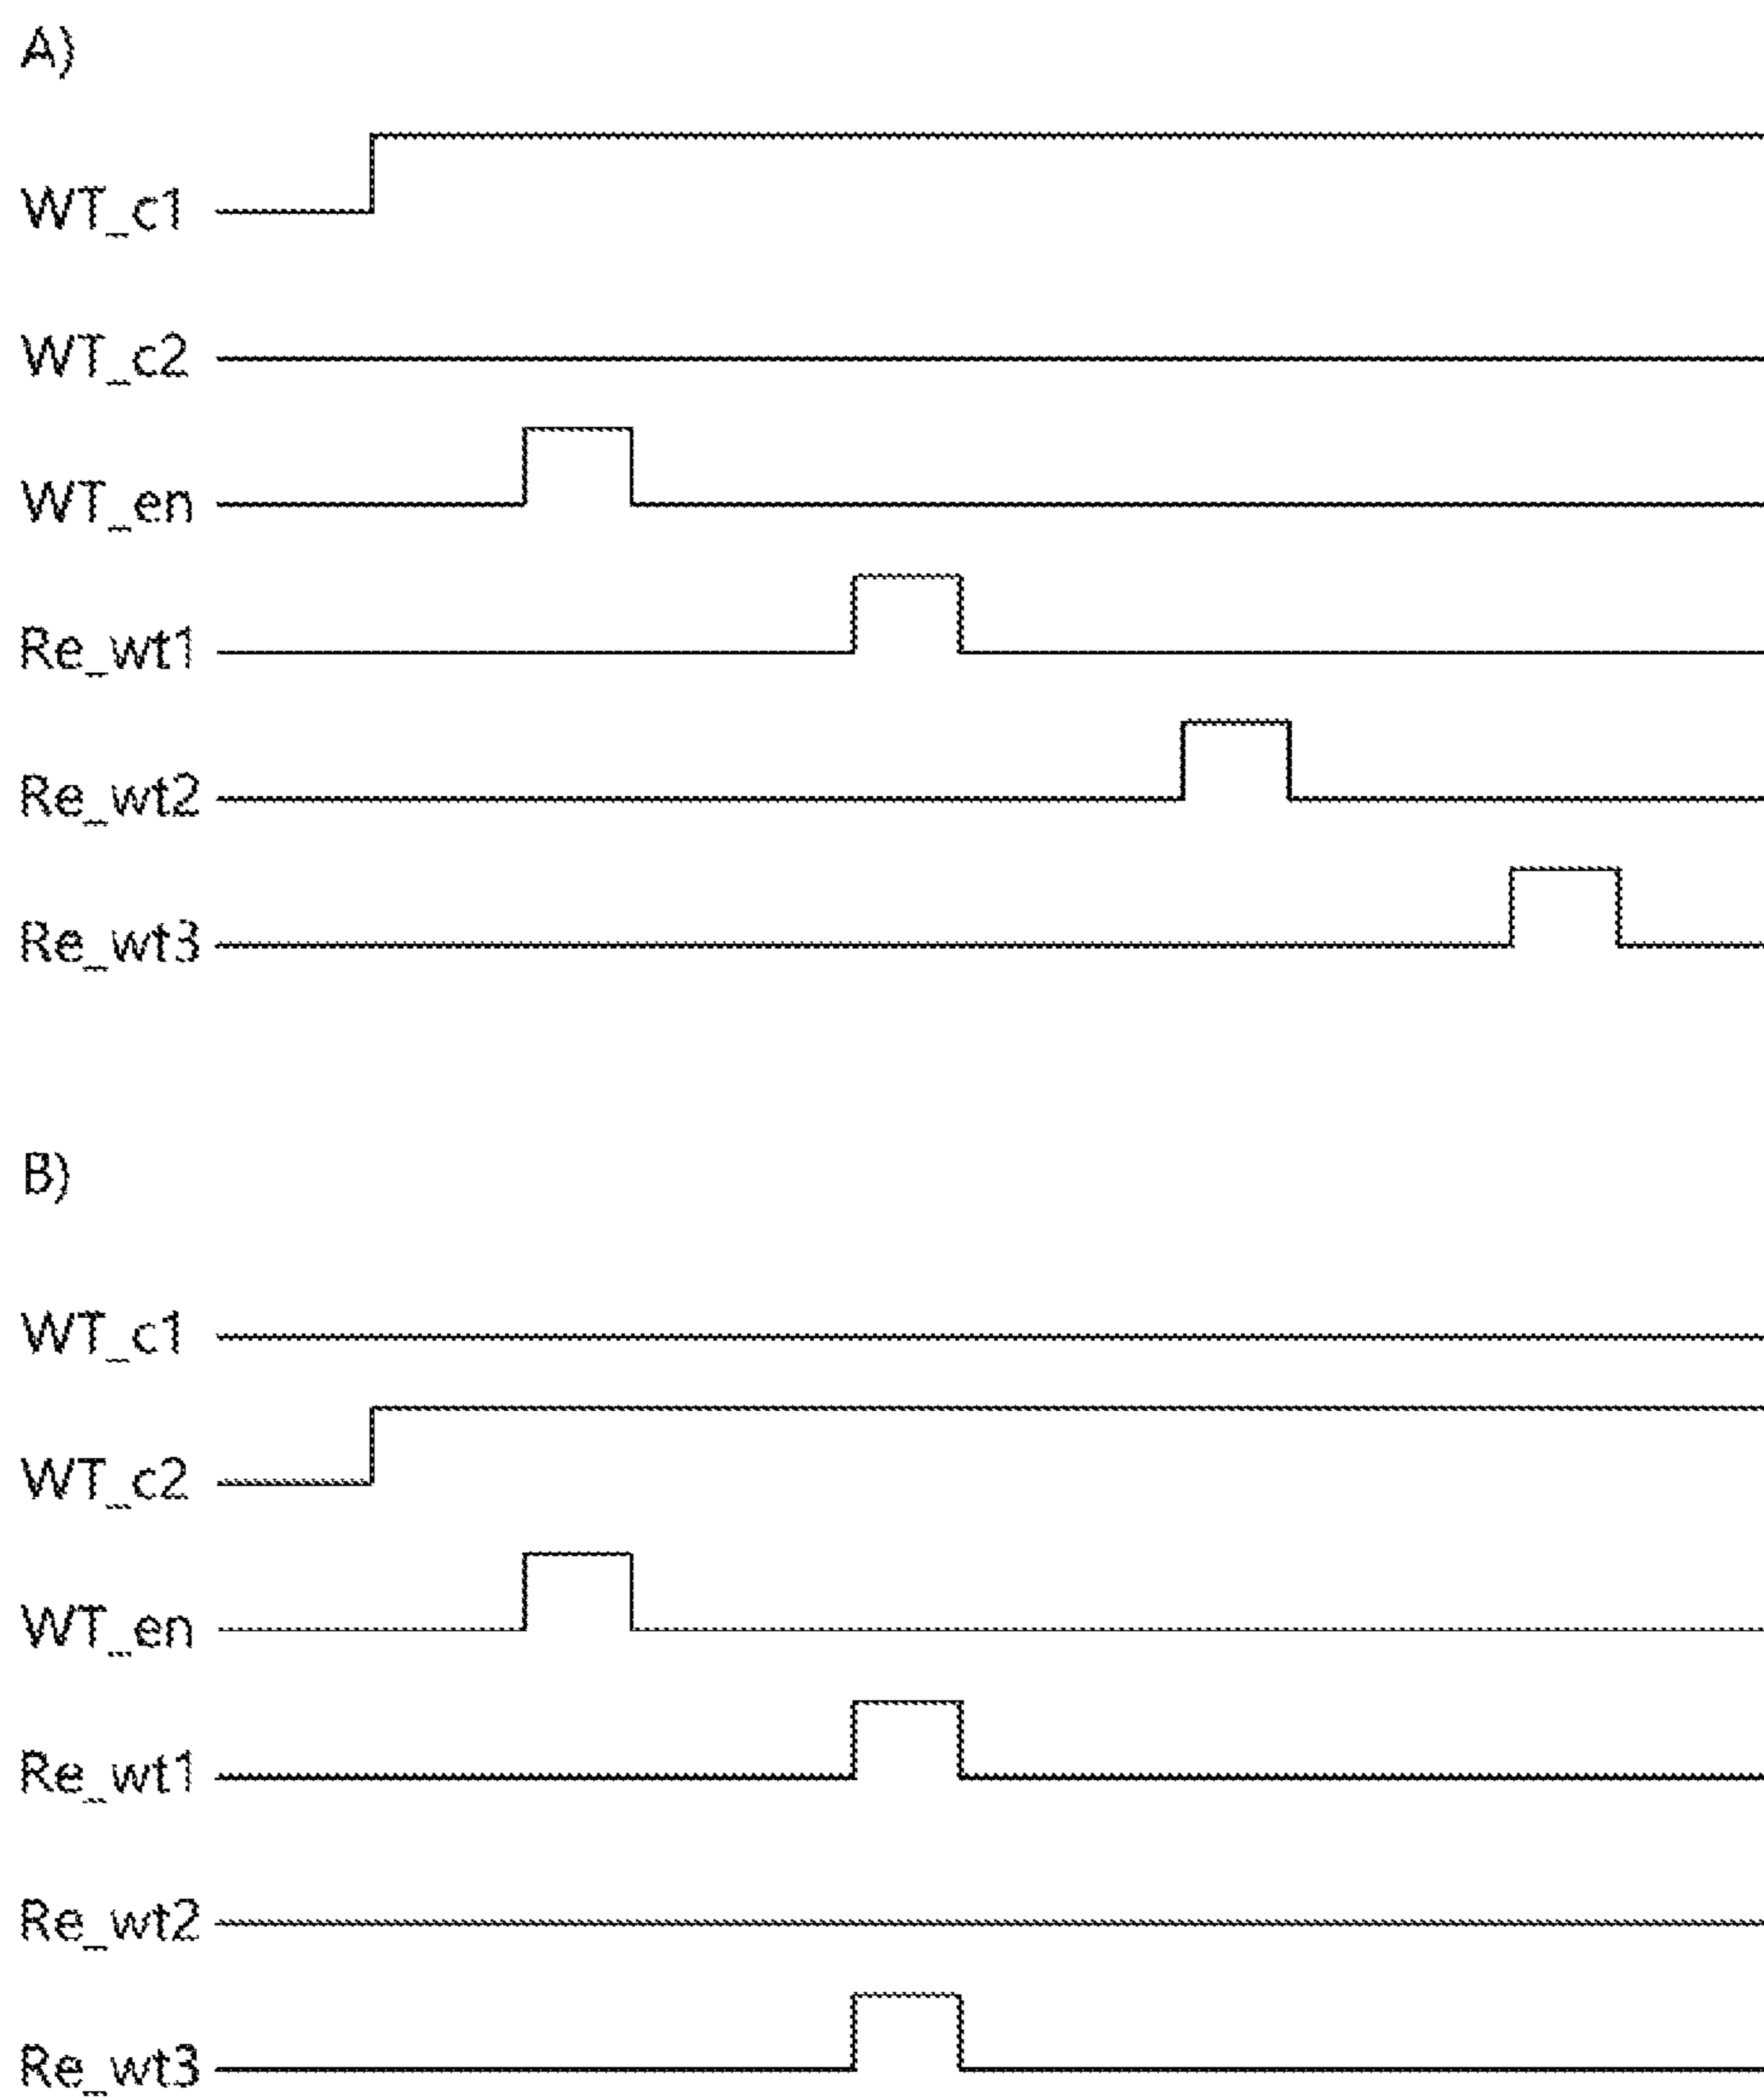 A)
WT_c1
WT_c2
WT_en
Re_wt1
Re_wt2
Re_wt3
B)
WT_c1
WT_c2
WT_en
Re_wt1
Re_wt2
Re_wt3